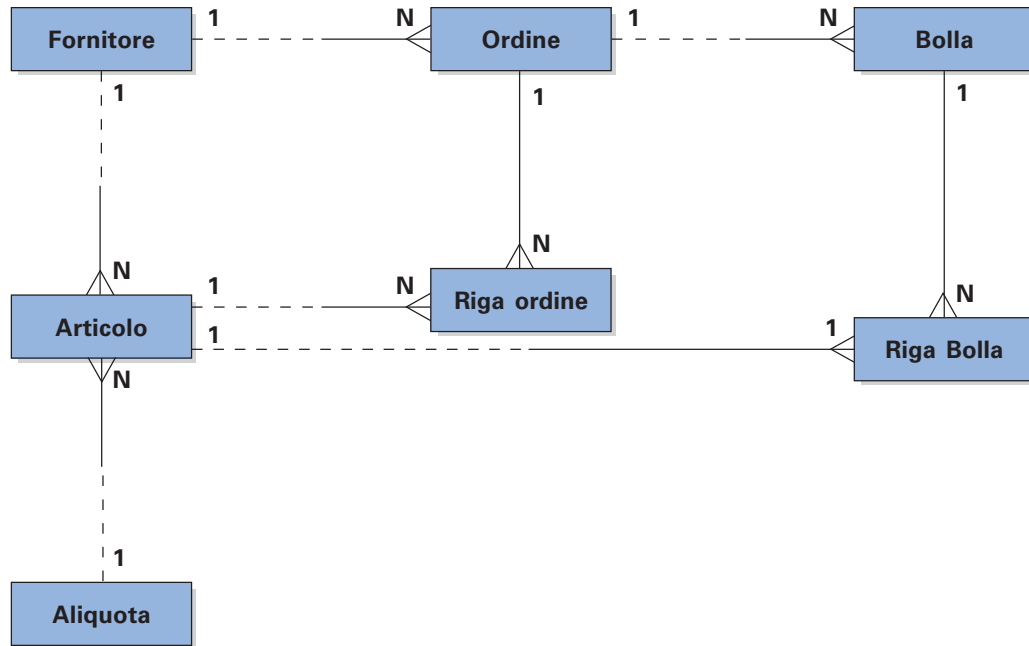 1 N 1 N
Fornitore Ordine Bolla
1 1 1
N N N
1 N
Riga ordine
Articolo 1 1
Riga Bolla
N
1
Aliquota